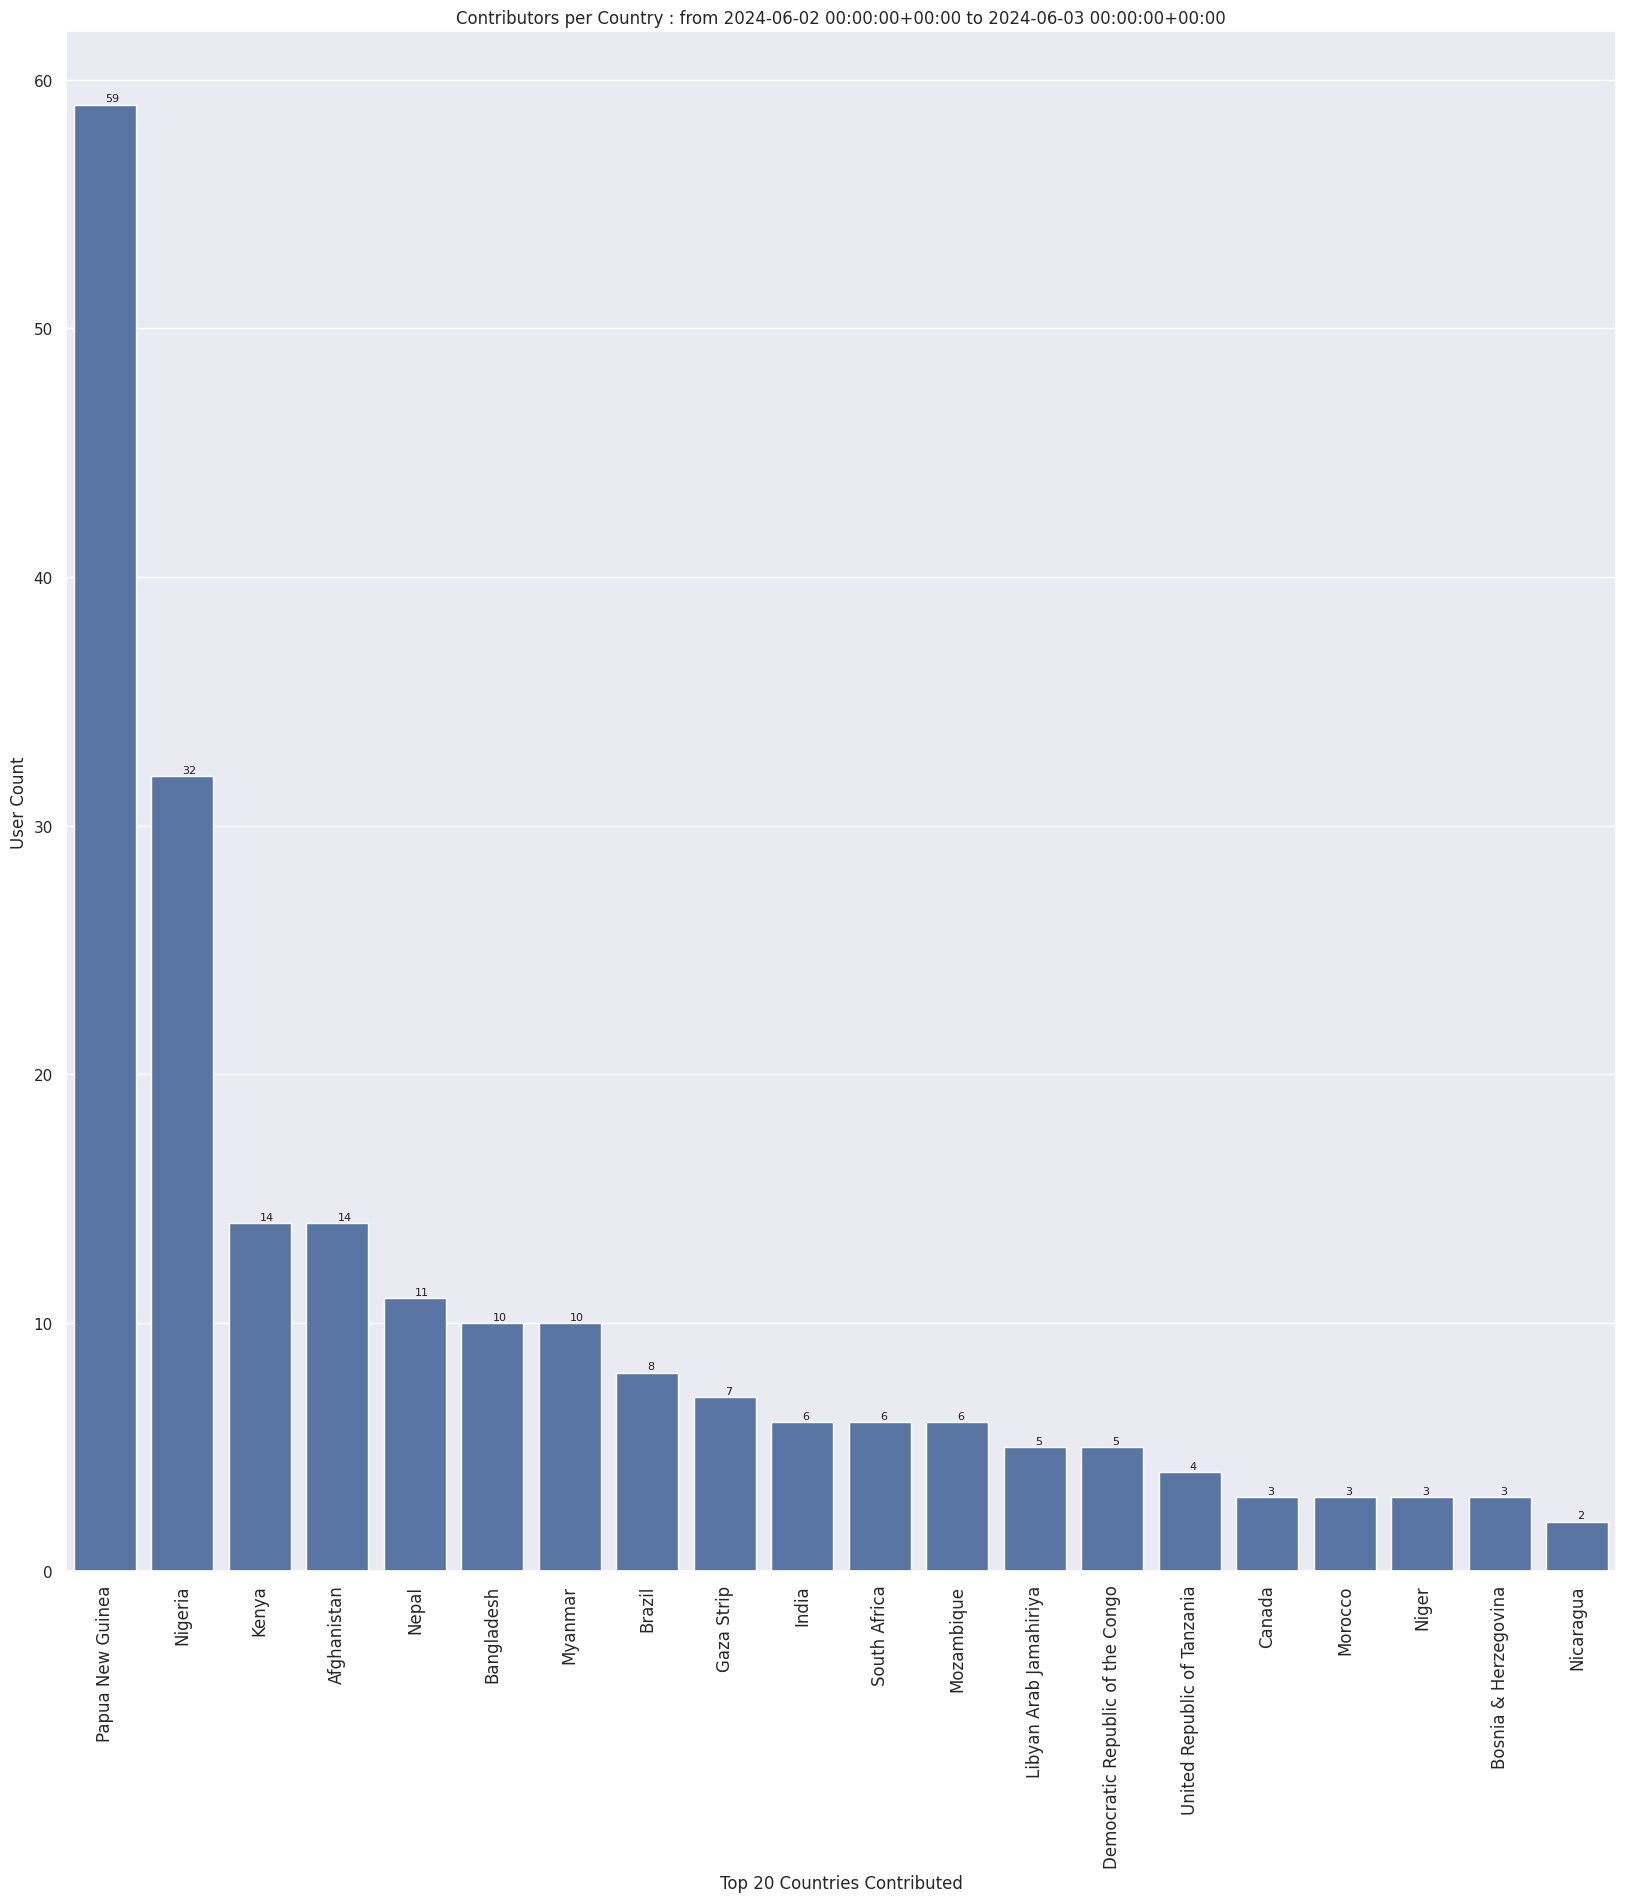 Contributors per Country : from 2024-06-02 00:00:00+00:00 to 2024-06-03 00:00:00+00:00
User Count
60
50
40
30
20
10
0
59
32
14
14
11
10
10
8
7
6
6
6
5
5
4
3
3
3
3
2
Papua New Guinea
Nigeria
Kenya
Afghanistan
Nepal
Bangladesh
Myanmar
Brazil
Gaza Strip
India
South Africa
Mozambique
Libyan Arab Jamahiriya
Democratic Republic of the Congo
United Republic of Tanzania
Canada
Morocco
Niger
Bosnia & Herzegovina
Nicaragua
Top 20 Countries Contributed